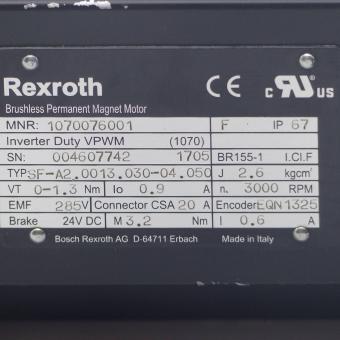 Rexroth
CE c RU US
Brushless Permanent Magnet Motor
MNR: 1070076001 F IP 67
Inverter Duty VPWM (1070)
SN: 004607742 1705 BR155-1 I.Cl.F
TYP SF-A2.0013.030-04.050 J 2.6 kgcm²
VT 0-1.3 Nm Io 0.9 A n. 3000 RPM
EMF 285V Connector CSA 20 A Encoder EQN1325
Brake 24V DC M 3.2 Nm I 0.6 A
Bosch Rexroth AG D-64711 Erbach Made in Italy